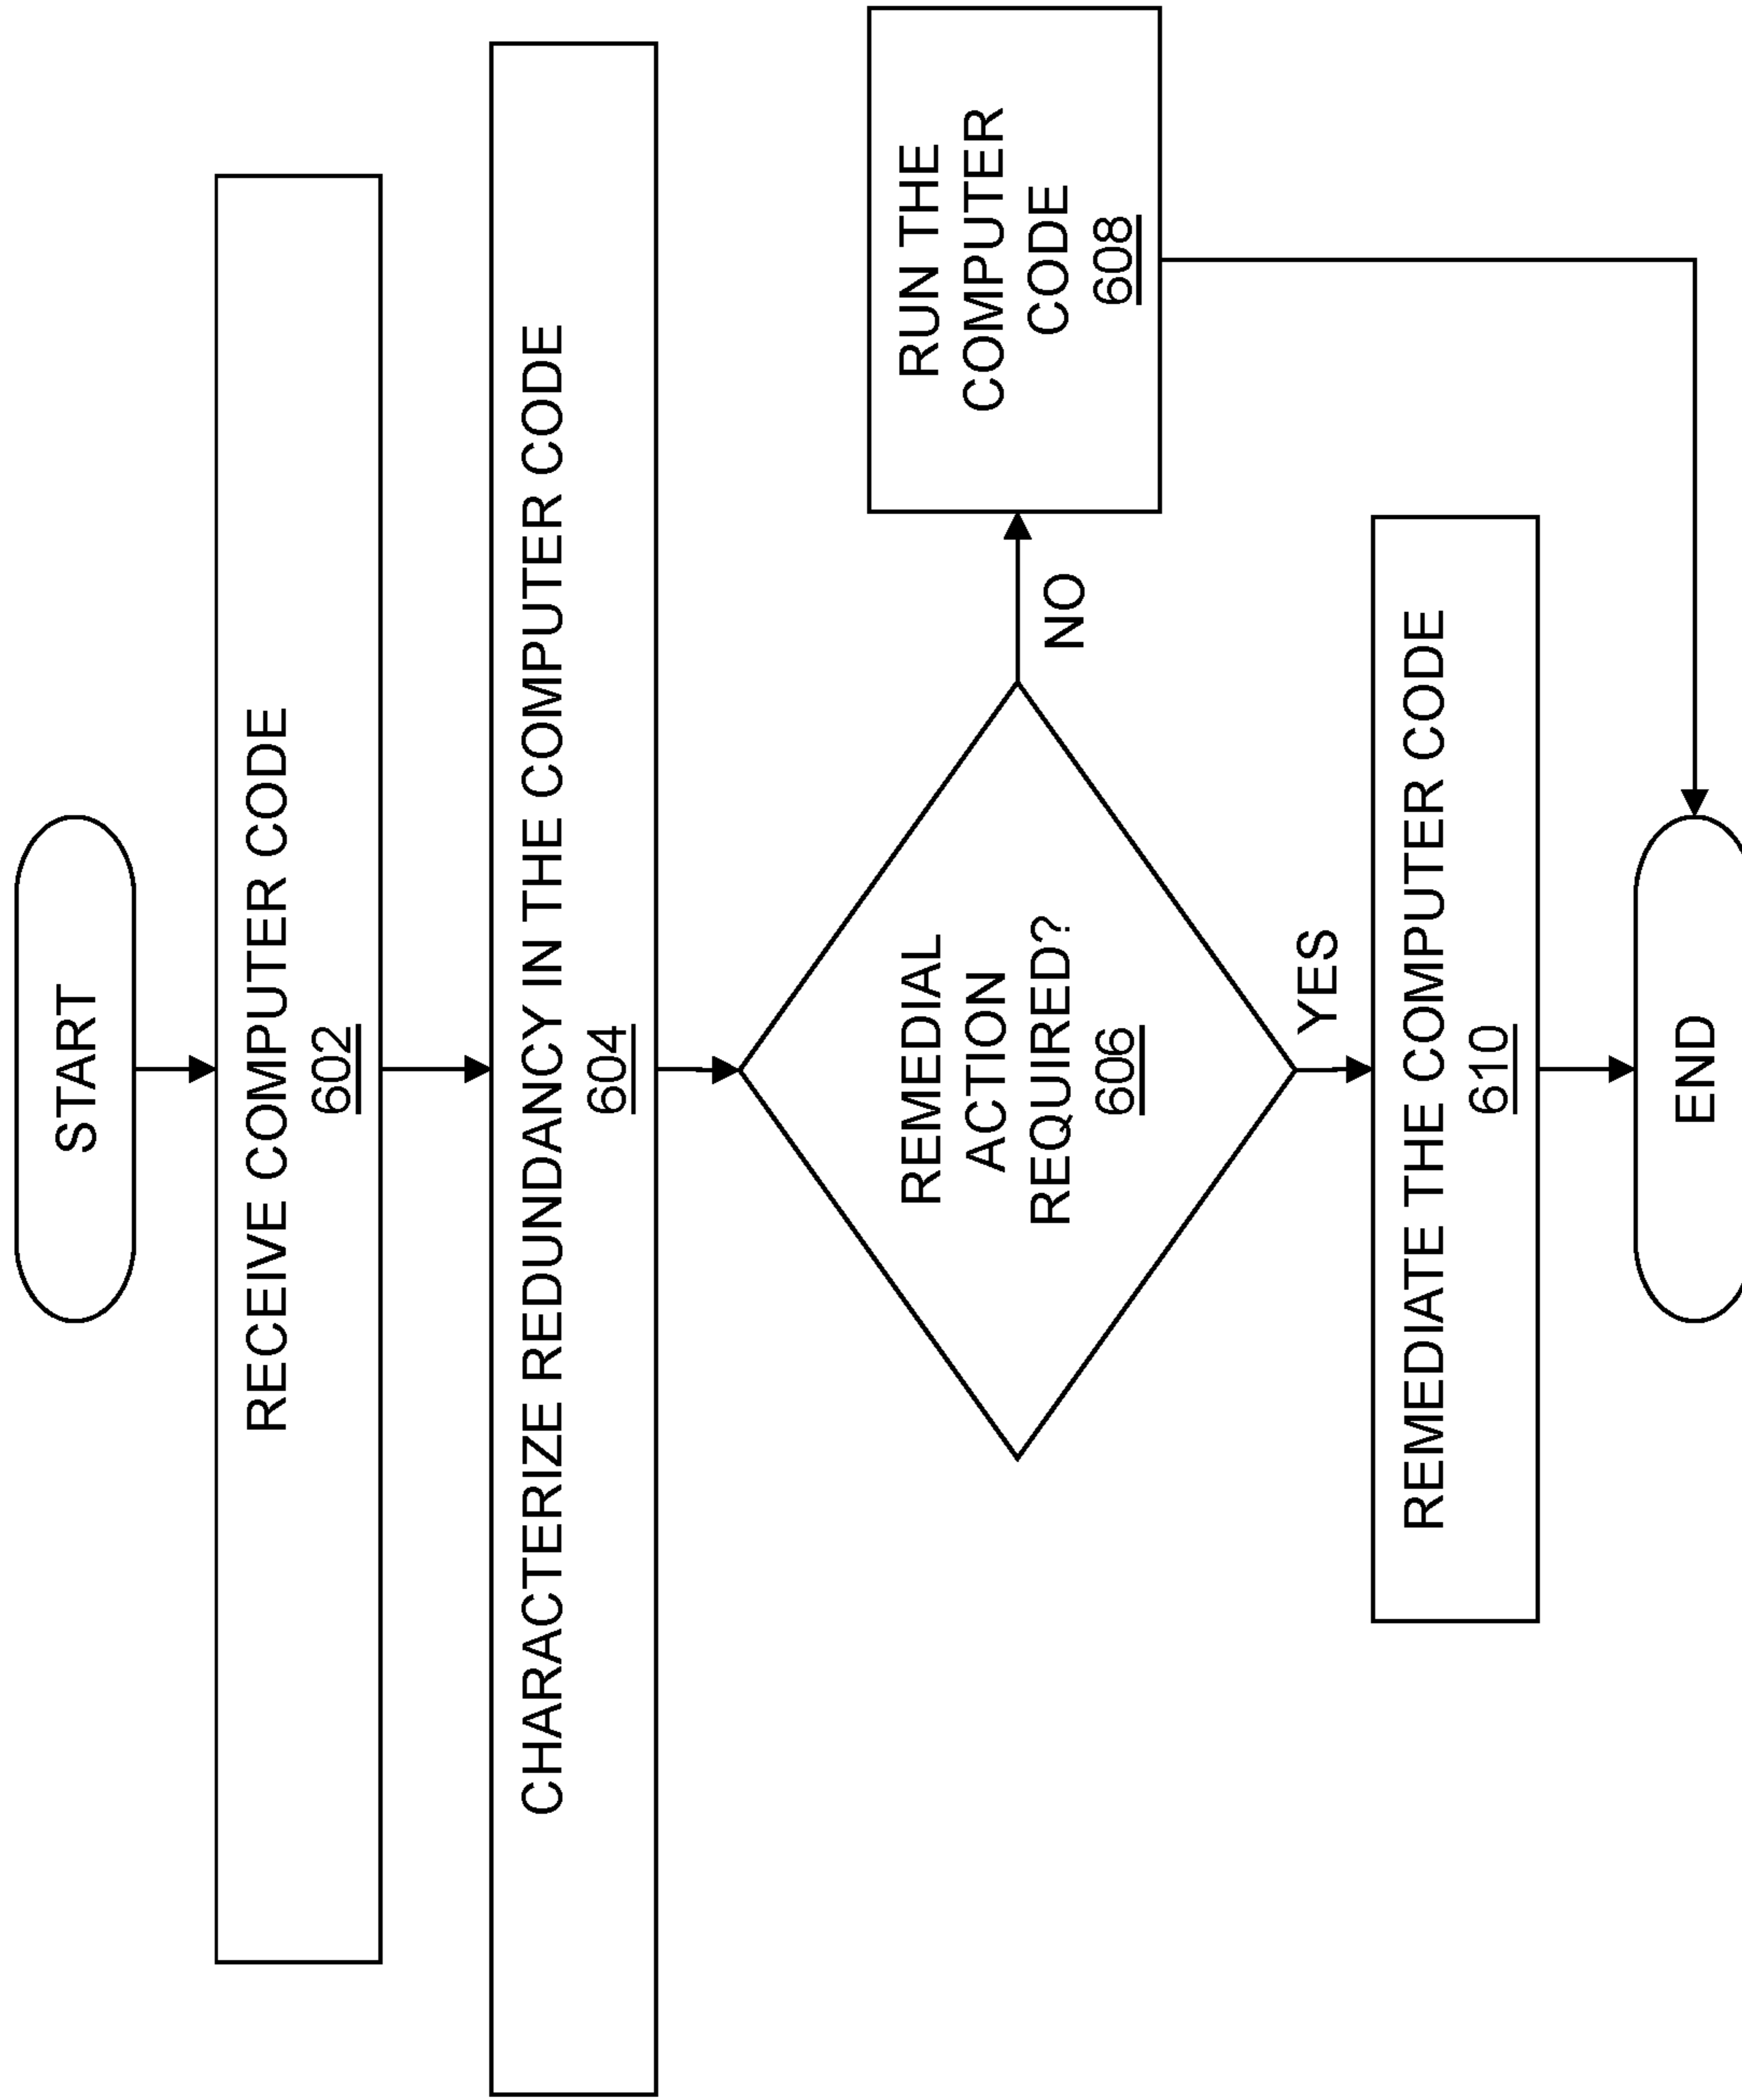 START
RECEIVE COMPUTER CODE
602
CHARACTERIZE REDUNDANCY IN THE COMPUTER CODE
604
REMEDIAL
ACTION
REQUIRED?
606
NO
RUN THE
COMPUTER
CODE
608
YES
REMEDIATE THE COMPUTER CODE
610
END